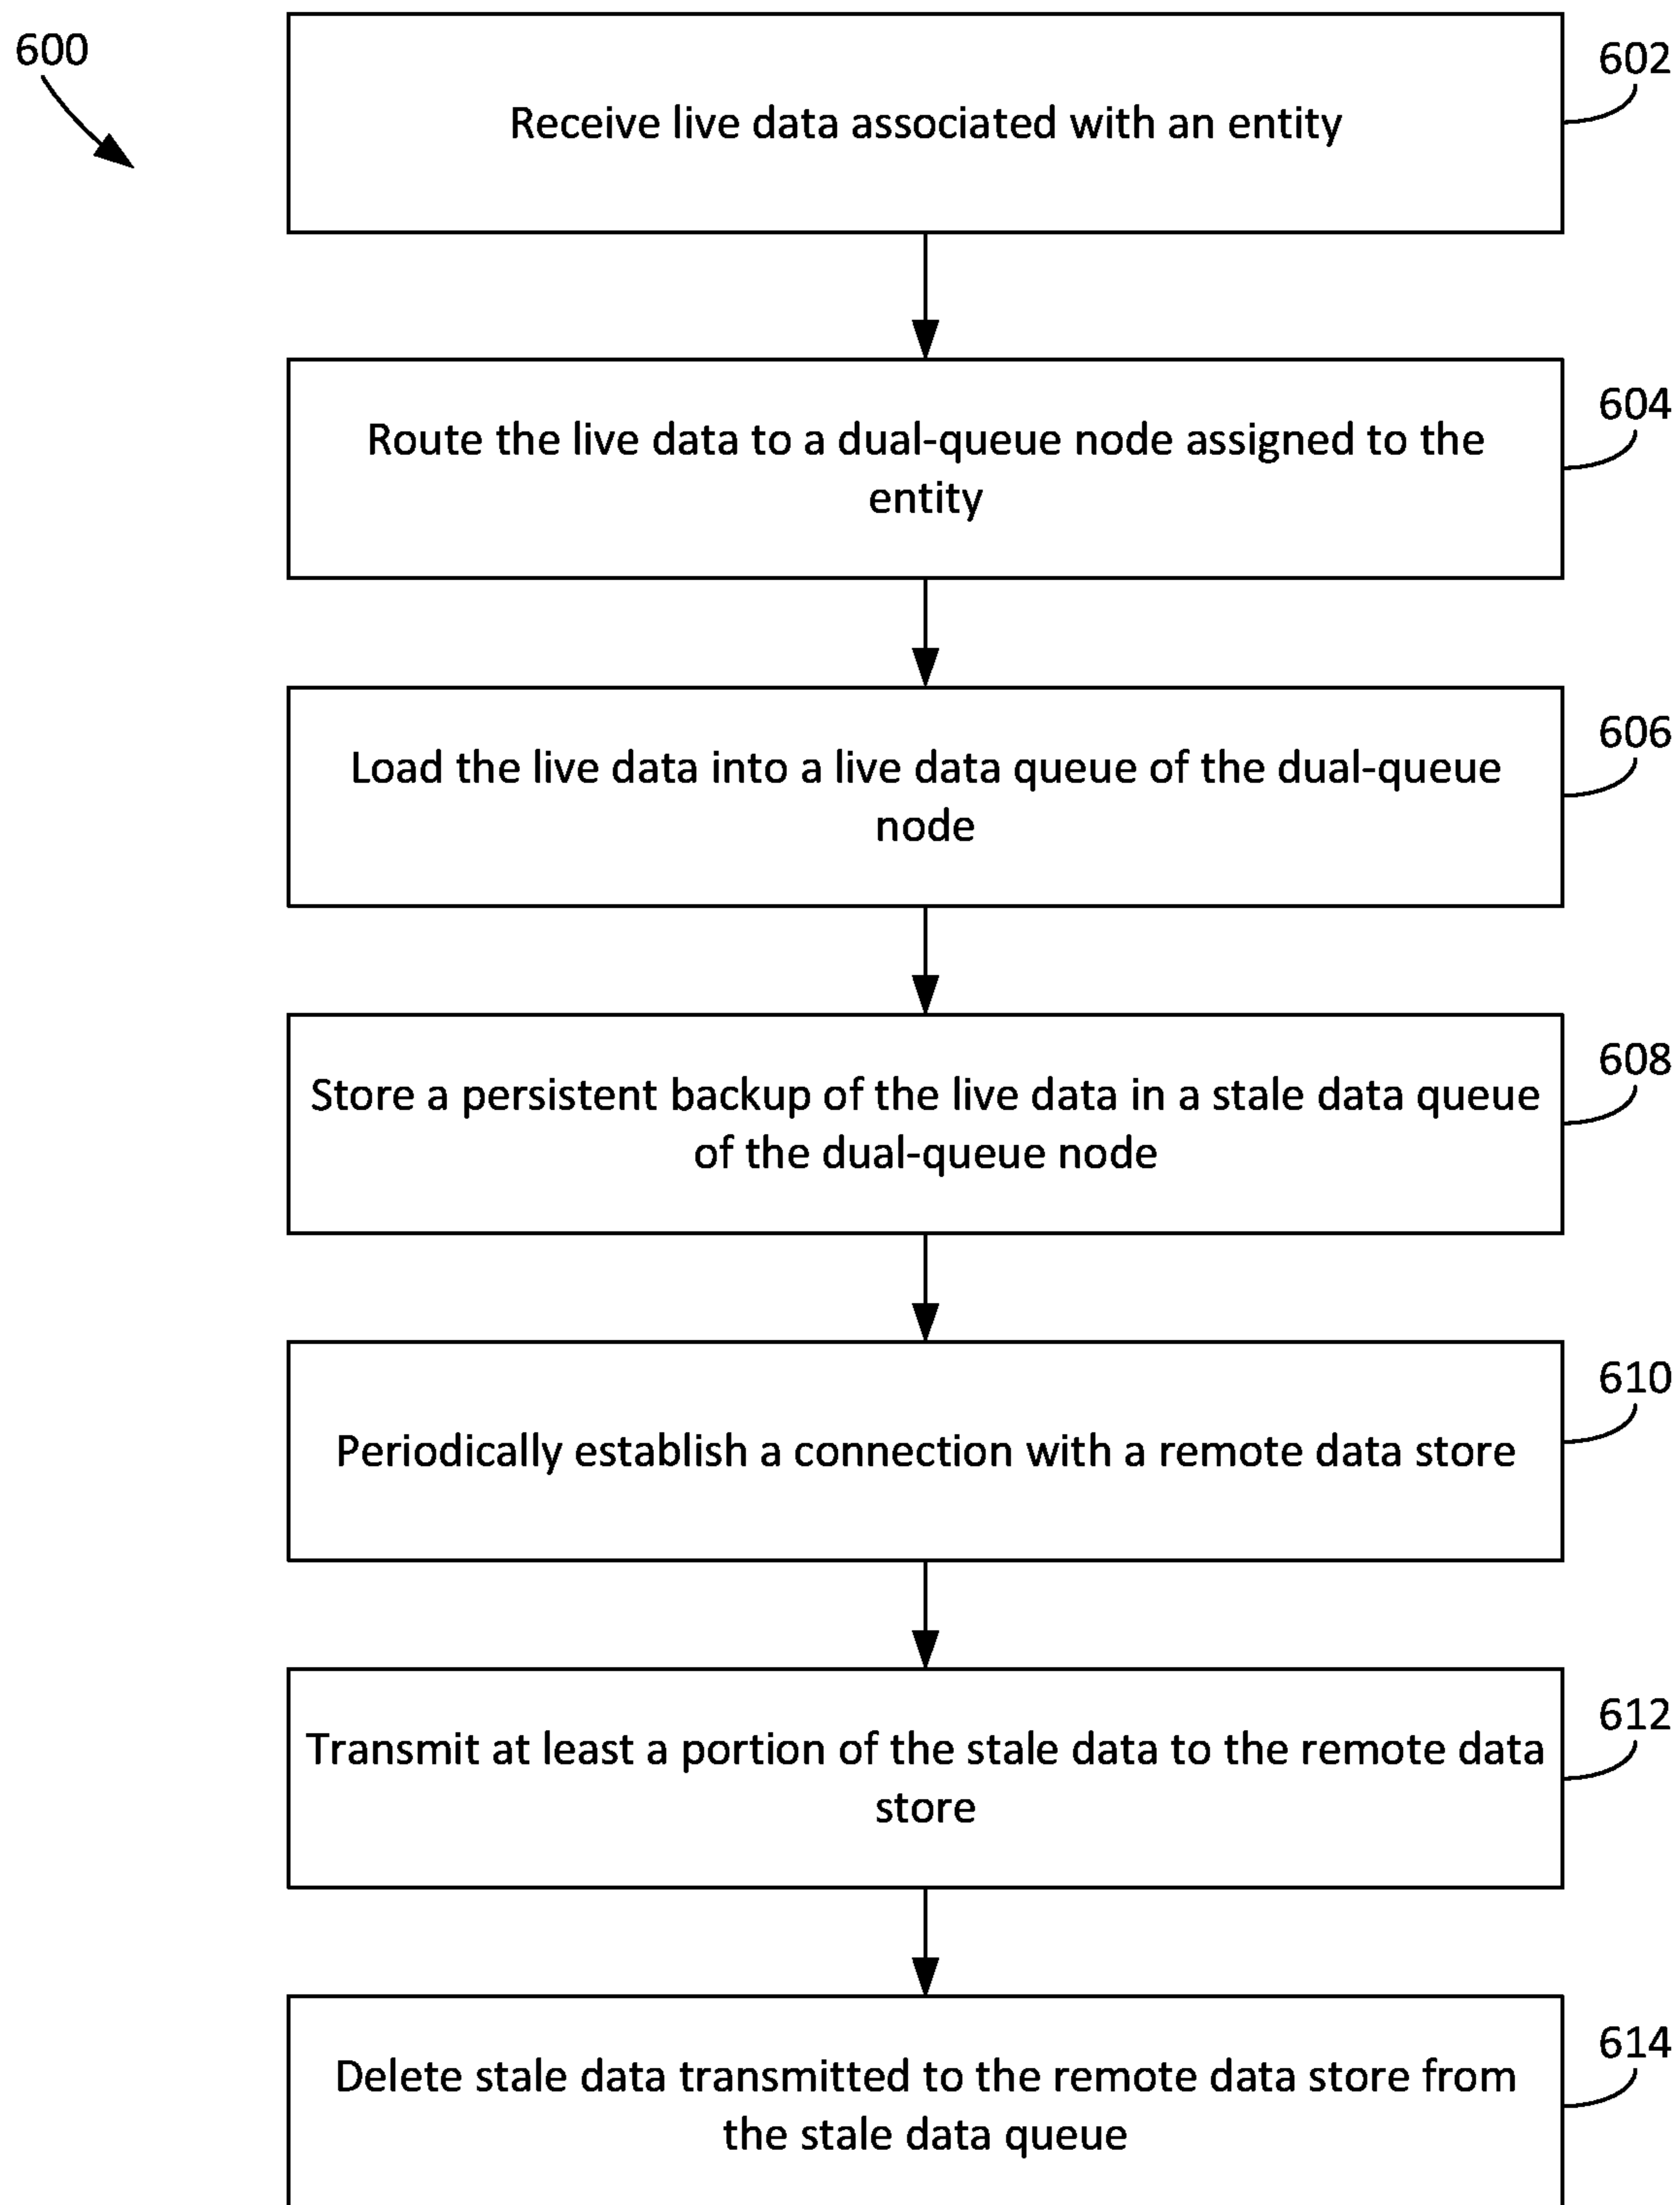 600
602
Receive live data associated with an entity
604
Route the live data to a dual-queue node assigned to the
entity
606
Load the live data into a live data queue of the dual-queue
node
608
Store a persistent backup of the live data in a stale data queue
of the dual-queue node
610
Periodically establish a connection with a remote data store
612
Transmit at least a portion of the stale data to the remote data
store
614
Delete stale data transmitted to the remote data store from
the stale data queue